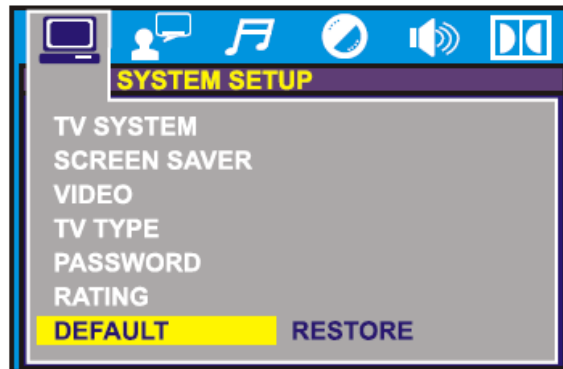 SYSTEM SETUP
TV SYSTEM
SCREEN SAVER
VIDEO
TV TYPE
PASSWORD
RATING
DEFAULT RESTORE